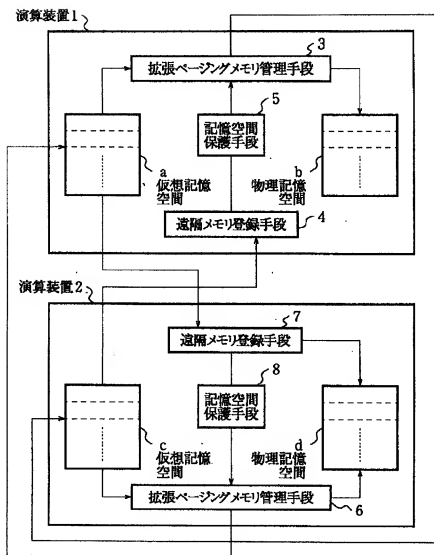 演算装置1
3
拡張ページングメモリ管理手段
5
記憶空間
保護手段
a
仮想記憶
空間
b
物理記憶
空間
4
遠隔メモリ登録手段
演算装置2
7
遠隔メモリ登録手段
8
記憶空間
保護手段
c
仮想記憶
空間
d
物理記憶
空間
拡張ページングメモリ管理手段
6